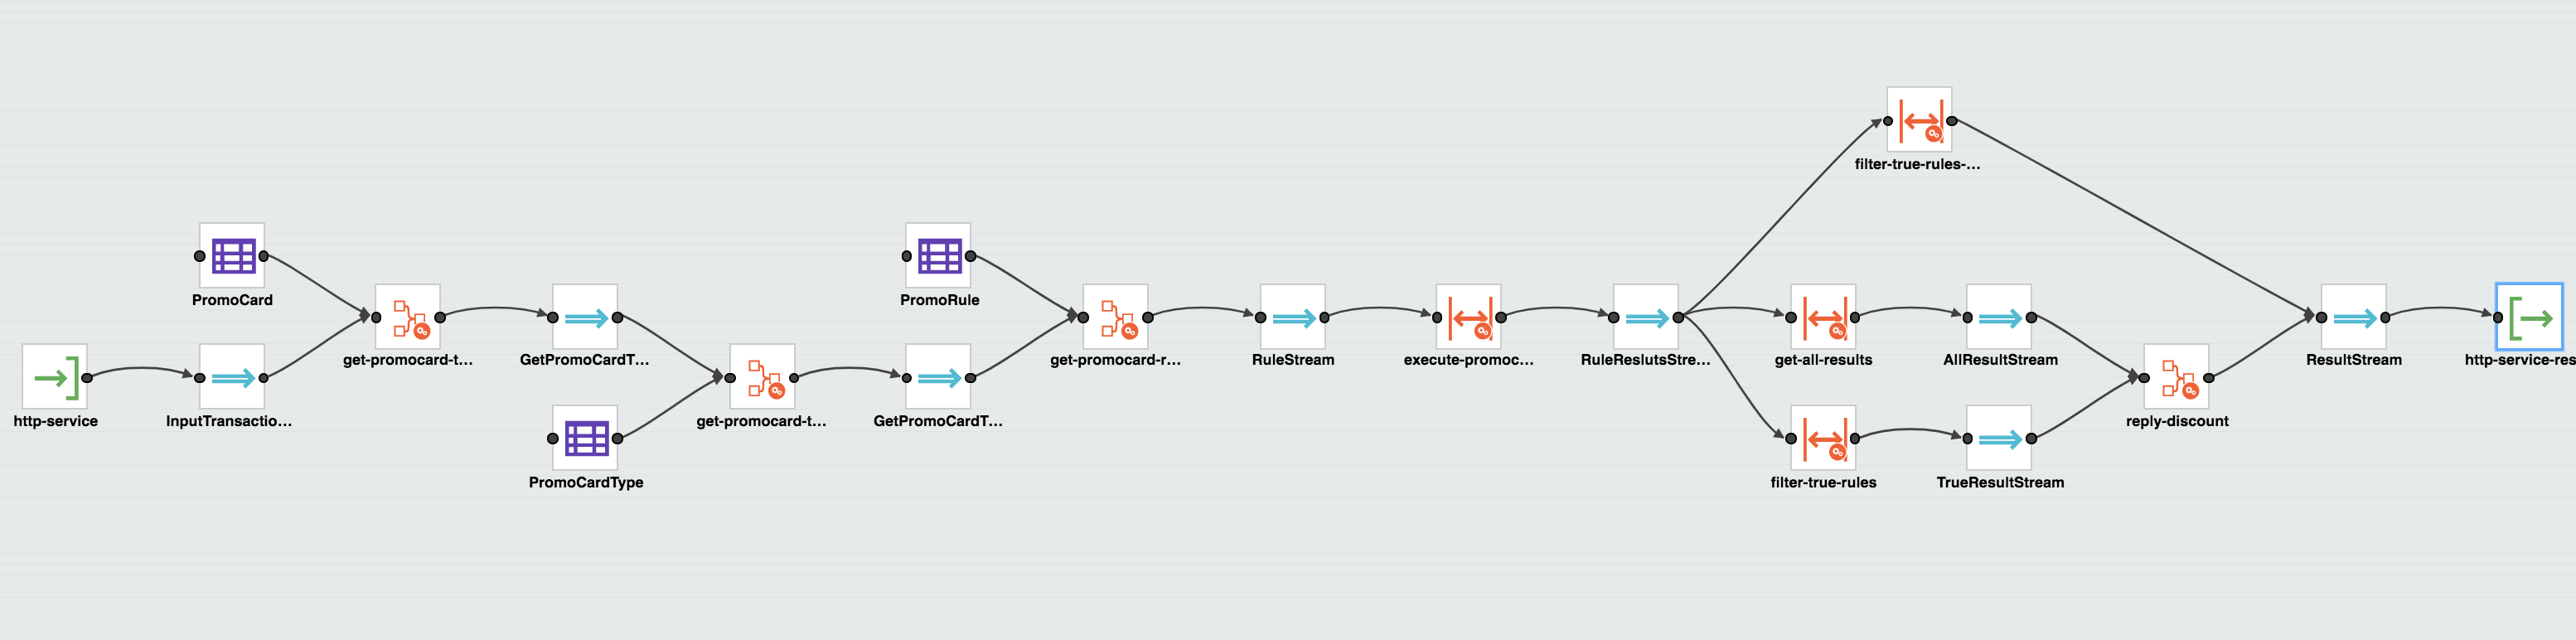 filter-true-rules-...
PromoCard
PromoRule
get-promocard-t...
GetPromoCardT...
get-promocard-r...
RuleStream
execute-promoc...
RuleReslutsStre...
get-all-results
AllResultStream
ResultStream
http-service-res
http-service
InputTransactio...
get-promocard-t...
GetPromoCardT...
reply-discount
PromoCardType
filter-true-rules
TrueResultStream